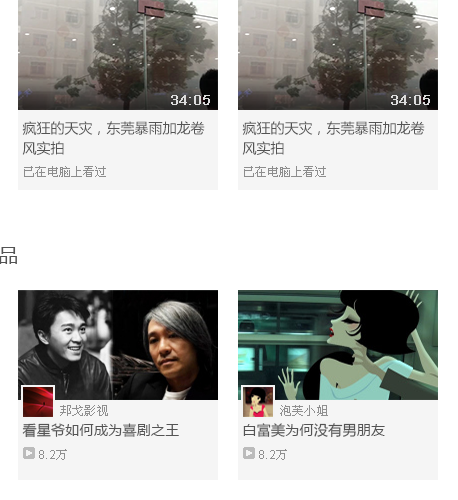 34:05
34:05
疯狂的天灾，东莞暴雨加龙卷
风实拍
已在电脑上看过
疯狂的天灾，东莞暴雨加龙卷
风实拍
已在电脑上看过
品
邦戈影视
看星爷如何成为喜剧之王
8.2万
泡芙小姐
白富美为何没有男朋友
8.2万